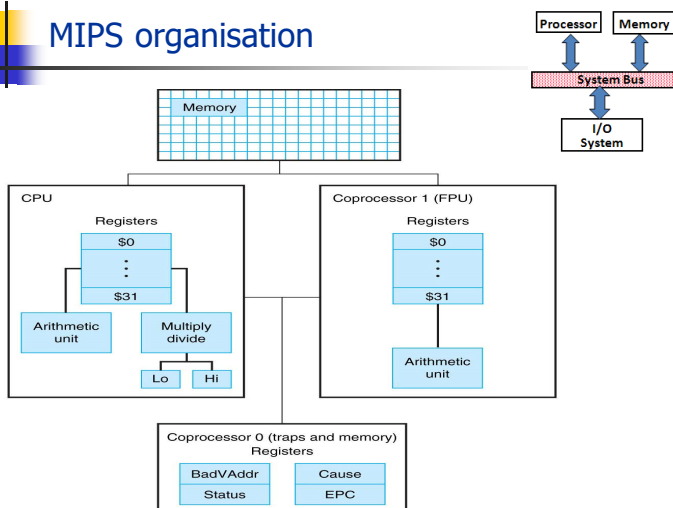 MIPS organisation
Processor
Memory
System Bus
I/O
System
Memory
CPU
Registers
$0
$31
Arithmetic
unit
Multiply
divide
Lo
Hi
Coprocessor 1 (FPU)
Registers
$0
$31
Arithmetic
unit
Coprocessor 0 (traps and memory)
Registers
BadVAddr
Cause
Status
EPC